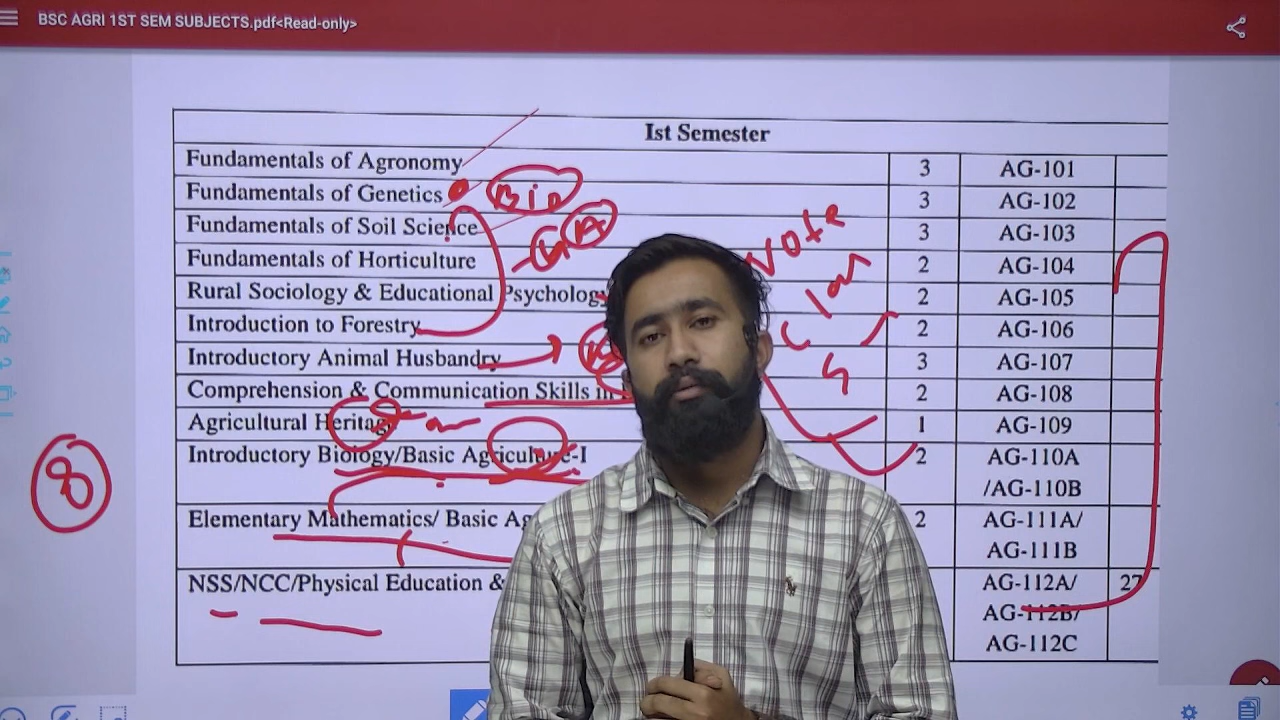 BSC AGRI 1ST SEM SUBJECTS.pdf<Read-only>
Ist Semester
Fundamentals of Agronomy 3 AG-101
Fundamentals of Genetics 3 AG-102
Bio
Fundamentals of Soil Science 3 AG-103
A
Note
Fundamentals of Horticulture 2 AG-104
Rural Sociology & Educational Psychology 2 AG-105
Introduction to Forestry 2 AG-106
Introductory Animal Husbandry 3 AG-107
Comprehension & Communication Skills in 2 AG-108
Agricultural Heritage 1 AG-109
Introductory Biology/Basic Agriculture-I 2 AG-110A
/AG-110B
8
Elementary Mathematics/ Basic Ag 2 AG-111A/
AG-111B
NSS/NCC/Physical Education & AG-112A/ 27
AG-112B/
AG-112C